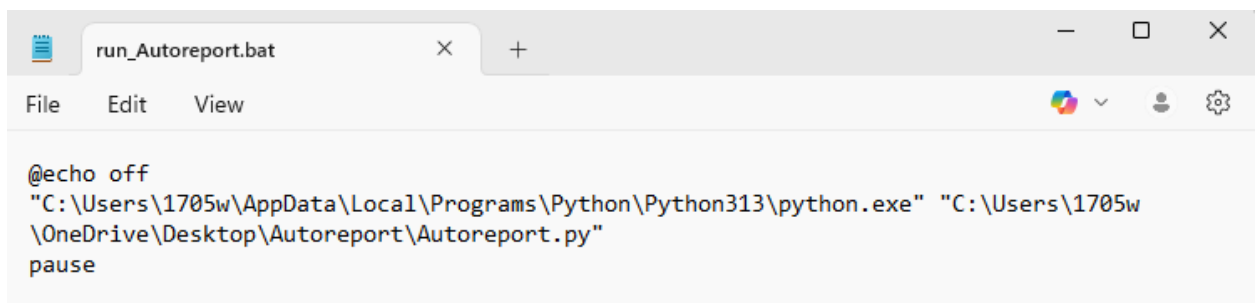 run_Autoreport.bat
File Edit View
@echo off
"C:\Users\1705w\AppData\Local\Programs\Python\Python313\python.exe" "C:\Users\1705w
\OneDrive\Desktop\Autoreport\Autoreport.py"
pause